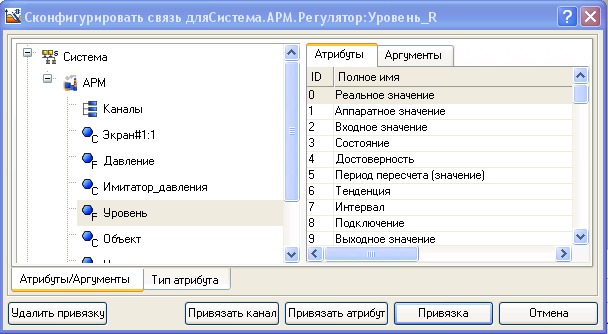 Сконфигурировать связь дляСистема.АРМ.Регулятор:Уровень_R
Система
АРМ
Каналы
Экран#1:1
Давление
Имитатор_давления
Уровень
Объект
Атрибуты/Аргументы
Тип атрибута
Атрибуты
Аргументы
ID Полное имя
0 Реальное значение
1 Аппаратное значение
2 Входное значение
3 Состояние
4 Достоверность
5 Период пересчета (значение)
6 Тенденция
7 Интервал
8 Подключение
9 Выходное значение
Удалить привязку
Привязать канал
Привязать атрибут
Привязка
Отмена